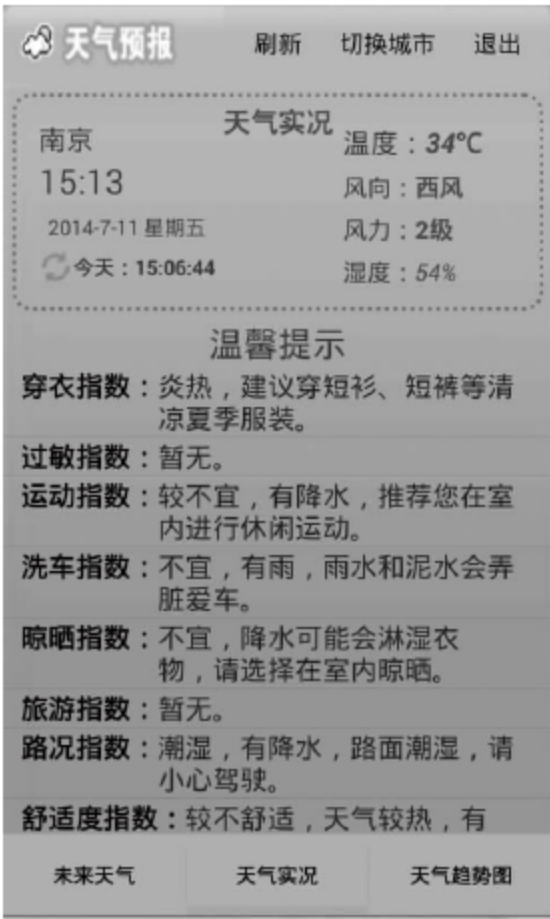 天气预报 刷新 切换城市 退出
天气实况
南京
15:13
2014-7-11 星期五
今天：15:06:44
温度：34℃
风向：西风
风力：2级
湿度：54%
温馨提示
穿衣指数：炎热，建议穿短衫、短裤等清
凉夏季服装。
过敏指数：暂无。
运动指数：较不宜，有降水，推荐您在室
内进行休闲运动。
洗车指数：不宜，有雨，雨水和泥水会弄
脏爱车。
晾晒指数：不宜，降水可能会淋湿衣
物，请选择在室内晾晒。
旅游指数：暂无。
路况指数：潮湿，有降水，路面潮湿，请
小心驾驶。
舒适度指数：较不舒适，天气较热，有
未来天气 天气实况 天气趋势图